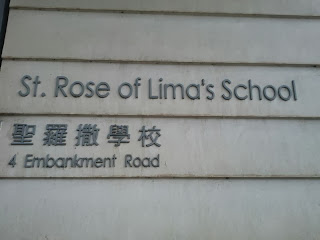 St. Rose of Lima's School
聖羅撒學校
4 Embankment Road